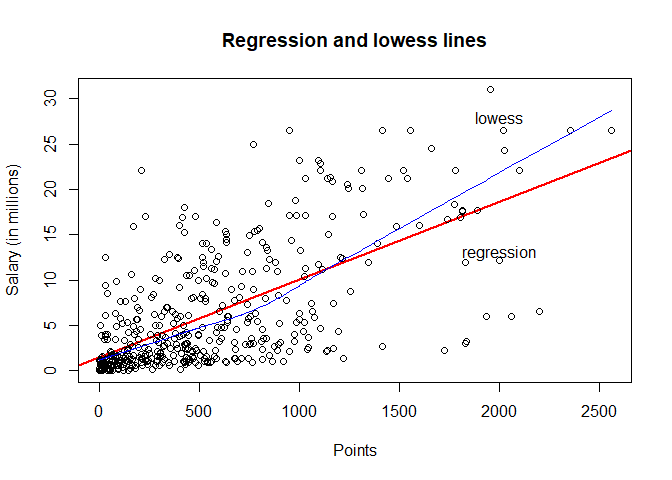 Regression and lowess lines
Salary (in millions)
30
25
20
15
10
5
0
lowess
regression
0 500 1000 1500 2000 2500
Points